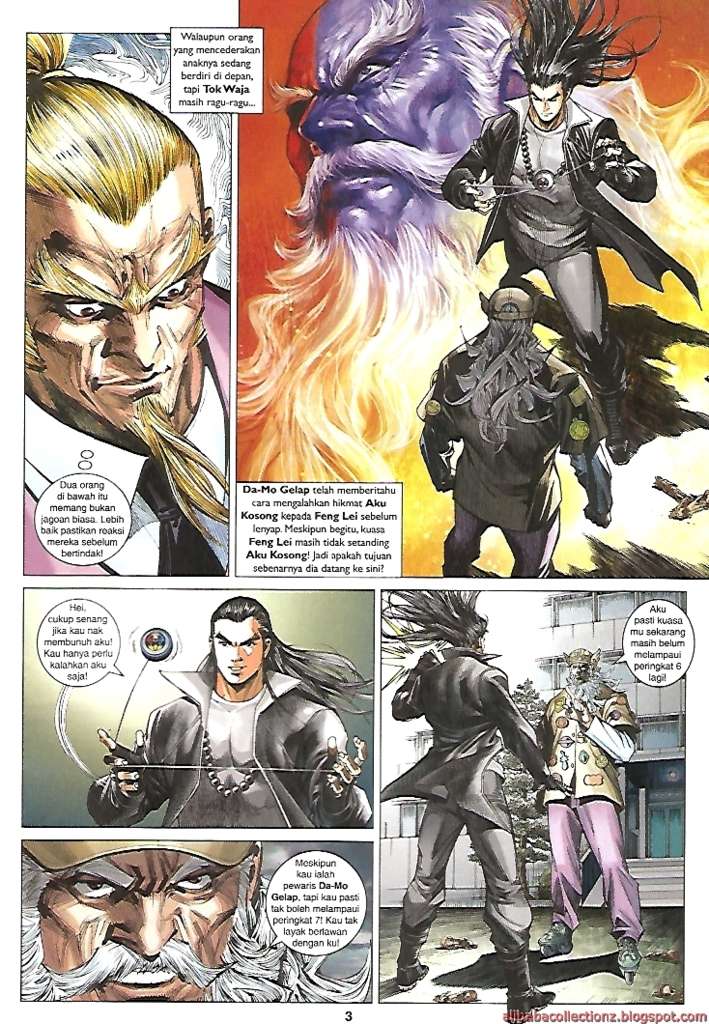 Walaupun orang
yang mencederakan
anaknya sedang
berdiri di depan,
tapi Tok Waja
masih ragu-ragu...
Dua orang
di bawah itu
memang bukan
jagoan biasa. Lebih
baik pastikan reaksi
mereka sebelum
bertindak!
Da-Mo Gelap telah memberitahu
cara mengalahkan hikmat Aku
Kosong kepada Feng Lei sebelum
lenyap. Meskipun begitu, kuasa
Feng Lei masih tidak setanding
Aku Kosong! Jadi apakah tujuan
sebenarnya dia datang ke sini?
Hei,
cukup senang
jika kau nak
membunuh aku!
Kau hanya perlu
kalahkan aku
saja!
Aku
pasti kuasa
mu sekarang
masih belum
melampaui
peringkat 6
lagi!
Meskipun
kau ialah
pewaris Da-Mo
Gelap, tapi kau pasti
tak boleh melampaui
peringkat 7! Kau tak
layak berlawan
dengan ku!
3
alibabacollectionz.blogspot.com